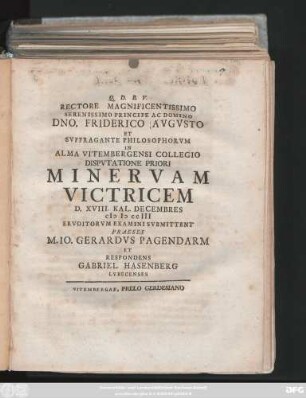 Q. D. B. V.
RECTORE MAGNIFICENTISSIMO
SERENISSIMO PRINCIPE AC DOMINO
DNO. FRIDERICO AVGVSTO
ET
SVFFRAGANTE PHILOSOPHORVM
IN
ALMA VITEMBERGENSI COLLEGIO
DISPVTATIONE PRIORI
MINERVAM
VICTRICEM
D. XVIII. KAL. DECEMBRES
cIↄ Iↄ ccIII
ERVDITORVM EXAMINI SVBMITTENT
PRAESES
M. IO. GERARDVS PAGENDARM
ET
RESPONDENS
GABRIEL HASENBERG
LVBECENSES
VITEMBERGAE, PRELO GERDESIANO